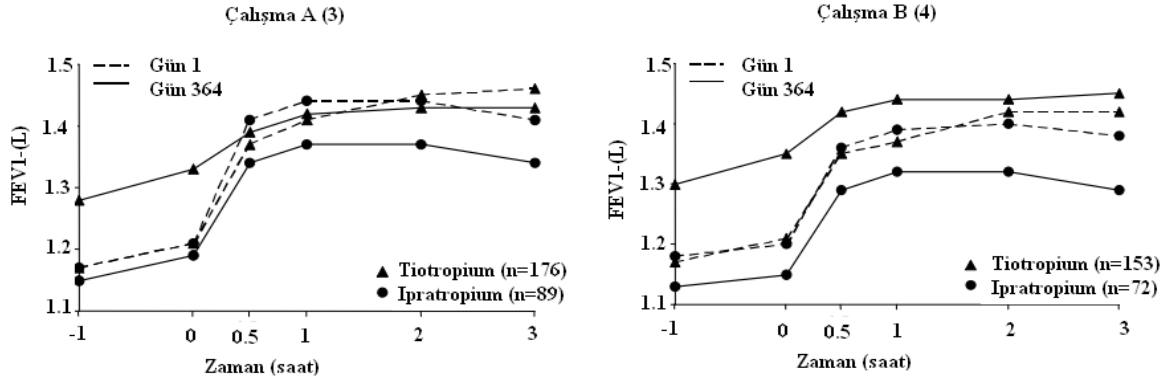 Çalışma A (3)
1.5
1.4
1.3
1.2
1.1
FEV1-(L)
Gün 1
Gün 364
Tiotropium (n=176)
Ipratropium (n=89)
-1 0 0.5 1 2 3
Zaman (saat)
Çalışma B (4)
1.5
1.4
1.3
1.2
1.1
FEV1-(L)
Gün 1
Gün 364
Tiotropium (n=153)
Ipratropium (n=72)
-1 0 0.5 1 2 3
Zaman (saat)